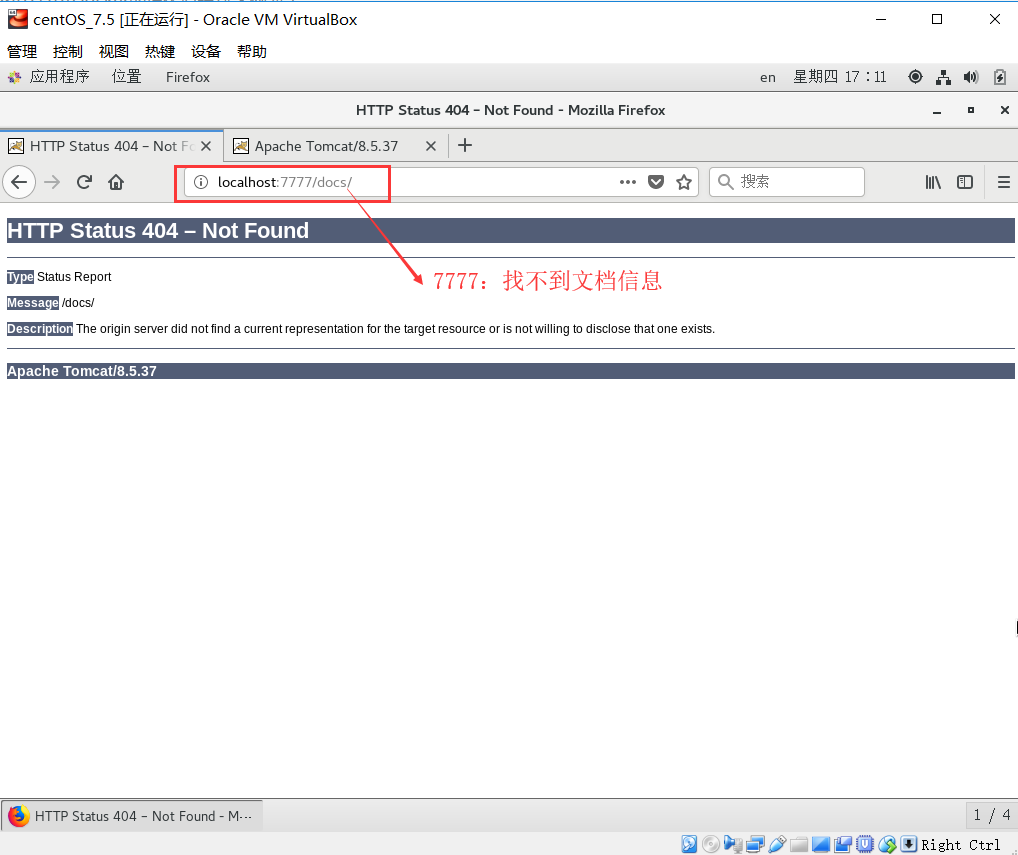 centOS_7.5 [正在运行] - Oracle VM VirtualBox
管理 控制 视图 热键 设备 帮助
应用程序 位置 Firefox en 星期四 17:11
HTTP Status 404 – Not Found - Mozilla Firefox
HTTP Status 404 – Not Fo Apache Tomcat/8.5.37
localhost:7777/docs/ 搜索
HTTP Status 404 – Not Found
7777：找不到文档信息
Type Status Report
Message /docs/
Description The origin server did not find a current representation for the target resource or is not willing to disclose that one exists.
Apache Tomcat/8.5.37
HTTP Status 404 – Not Found - M··· 1 / 4
Right Ctrl